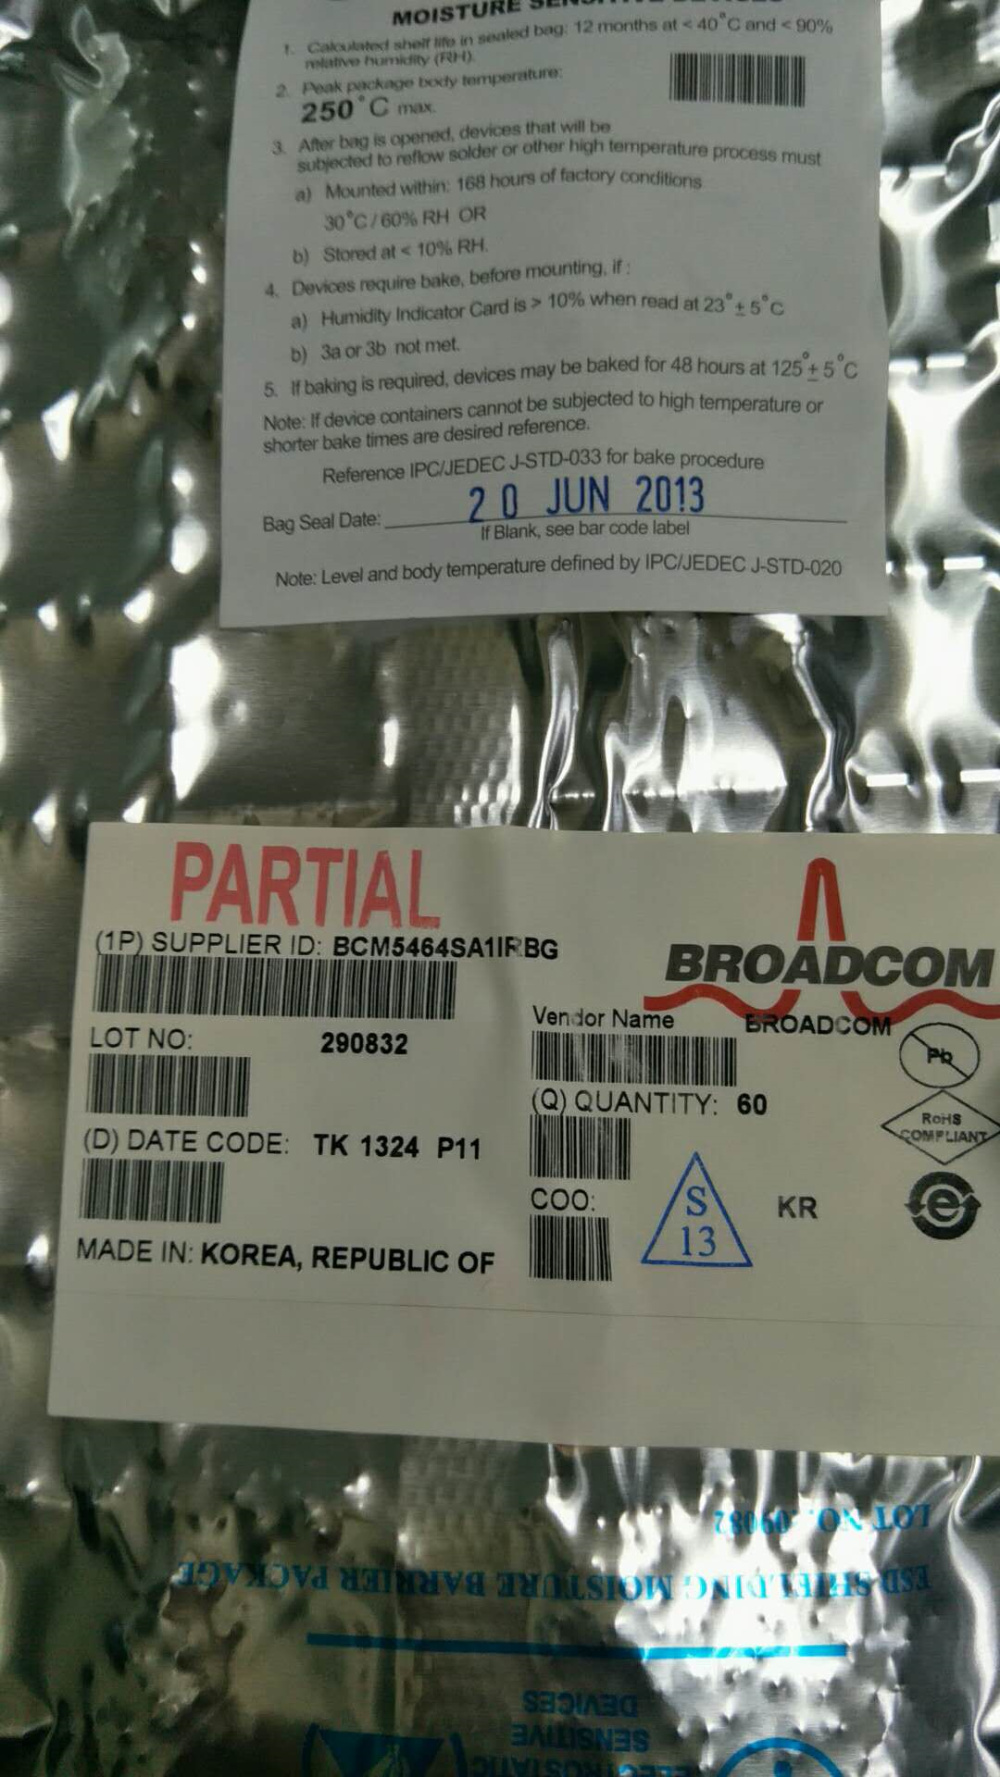 MOISTURE
1. Calculated shelf life in sealed bag: 12 months at < 40°C and < 90%
relative humidity (RH)
2. Peak package body temperature:
250°C max.
3. After bag is opened, devices that will be
subjected to reflow solder or other high temperature process must
a) Mounted within: 168 hours of factory conditions
30°C / 60% RH OR
b) Stored at < 10% RH.
4. Devices require bake, before mounting, if :
a) Humidity Indicator Card is > 10% when read at 23°± 5°C
b) 3a or 3b not met.
5. If baking is required, devices may be baked for 48 hours at 125°± 5°C
Note: If device containers cannot be subjected to high temperature or
shorter bake times are desired reference.
Reference IPC/JEDEC J-STD-033 for bake procedure
Bag Seal Date: 20 JUN 2013
If Blank, see bar code label
Note: Level and body temperature defined by IPC/JEDEC J-STD-020
PARTIAL
(1P) SUPPLIER ID: BCM5464SA1IRBG
BROADCOM
LOT NO: 290832
Vendor Name BROADCOM
Pb
(Q) QUANTITY: 60
RoHS
COMPLIANT
(D) DATE CODE: TK 1324 P11
COO: KR
S
13
e
MADE IN: KOREA, REPUBLIC OF
LOT NO.
ESD SHIELDING MOISTURE BARRIER PACKAGE
DEVICES
SENSITIVE